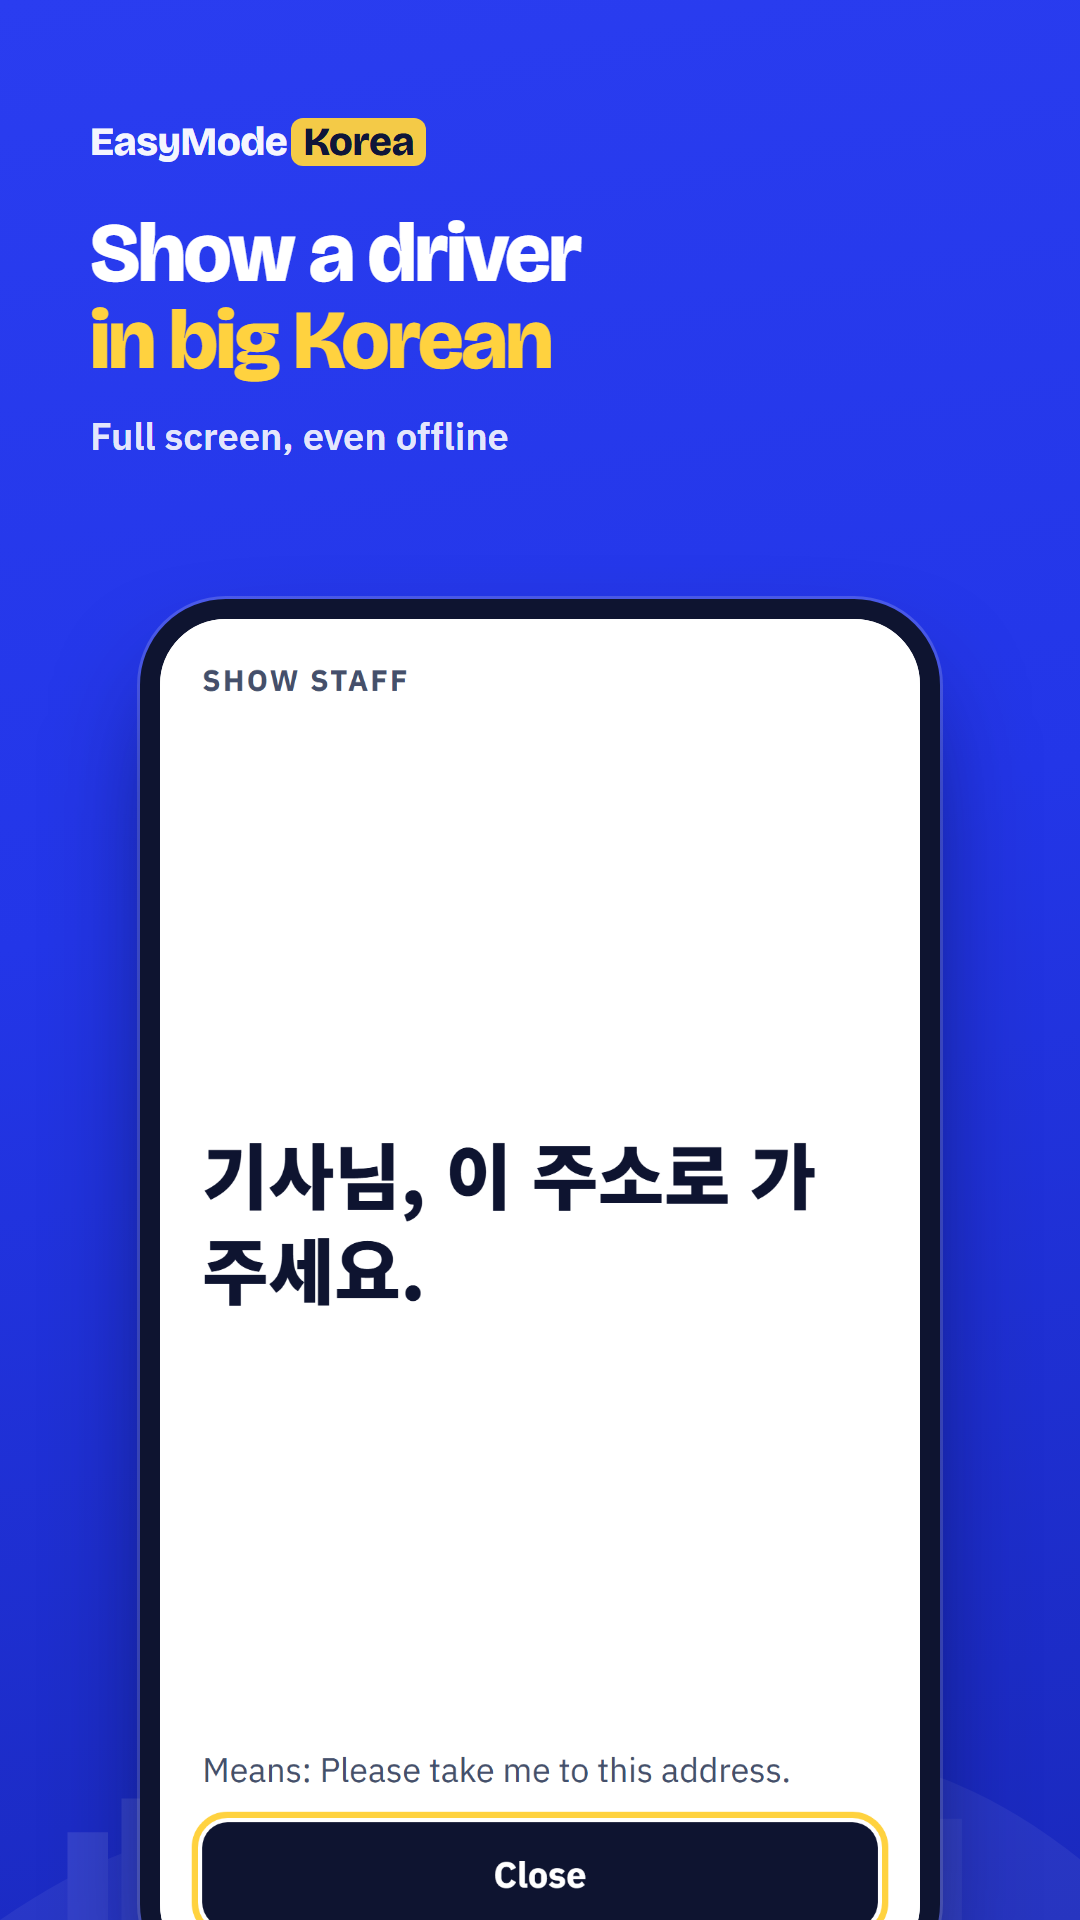 EasyMode Korea
Show a driver
in big Korean
Full screen, even offline
SHOW STAFF
기사님, 이 주소로 가
주세요.
Means: Please take me to this address.
Close